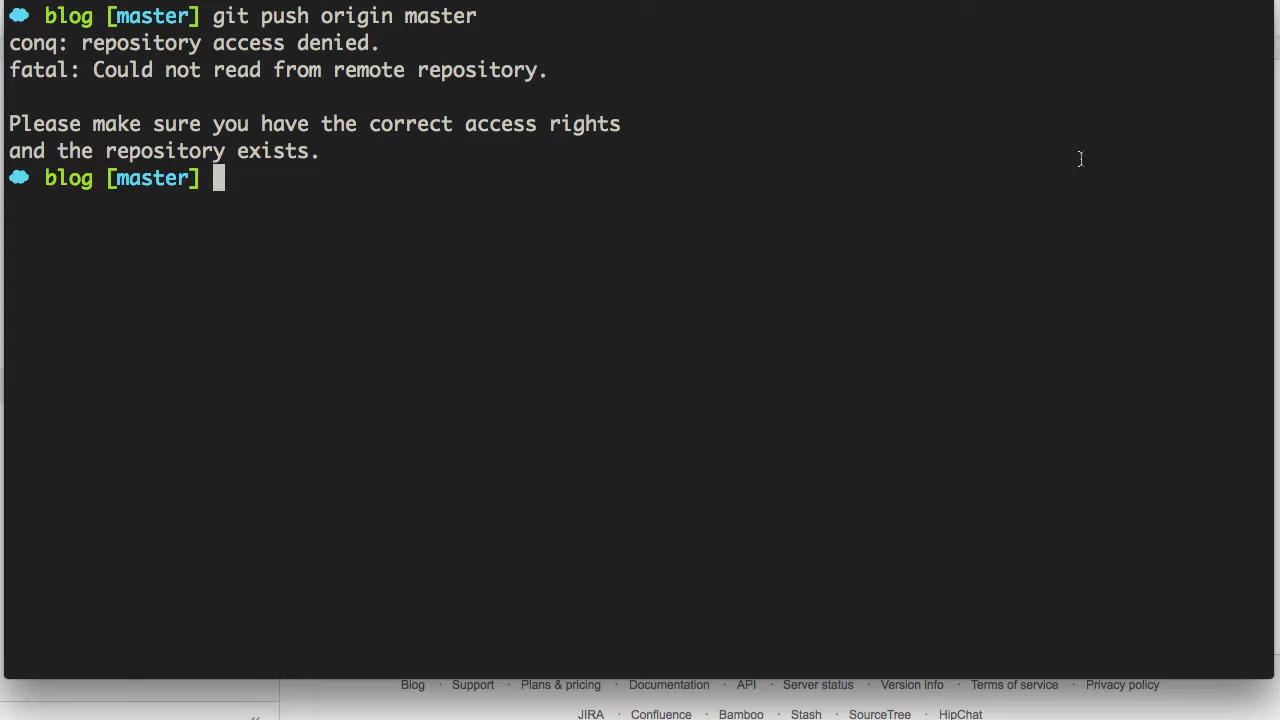 blog [master] git push origin master
conq: repository access denied.
fatal: Could not read from remote repository.
Please make sure you have the correct access rights
and the repository exists.
blog [master]
Blog · Support · Plans & pricing · Documentation · API · Server status · Version info · Terms of service · Privacy policy
JIRA · Confluence · Bamboo · Stash · SourceTree · HipChat